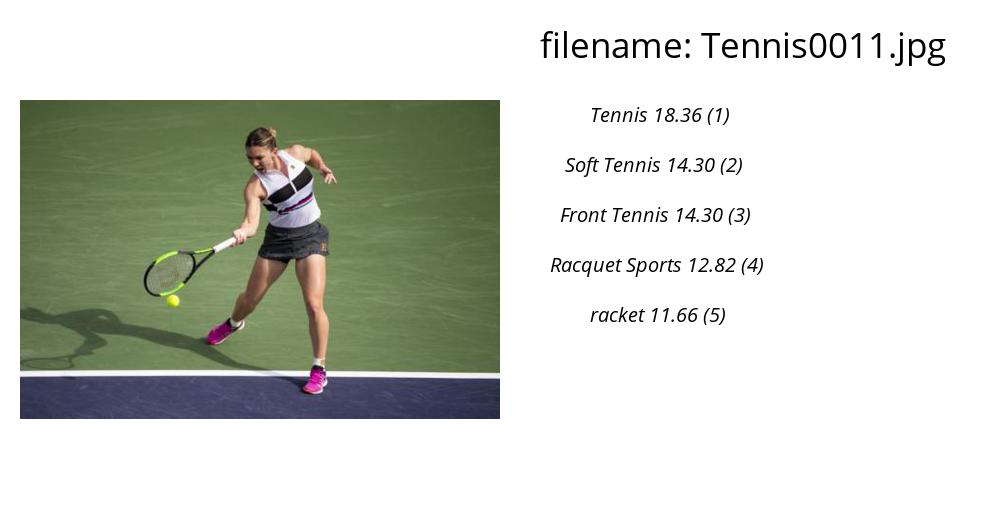 filename: Tennis0011.jpg
Tennis 18.36 (1)
Soft Tennis 14.30 (2)
Front Tennis 14.30 (3)
Racquet Sports 12.82 (4)
racket 11.66 (5)